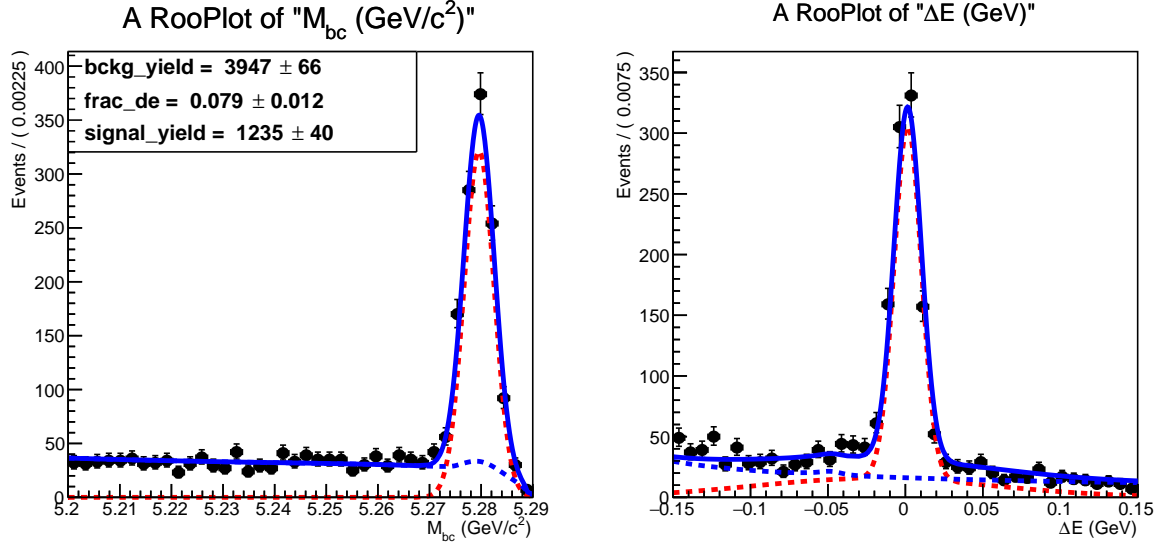 A RooPlot of "M_bc (GeV/c²)"
Events / ( 0.00225 )
bckg_yield = 3947 ± 66
frac_de = 0.079 ± 0.012
signal_yield = 1235 ± 40
400
350
300
250
200
150
100
50
0
5.2 5.21 5.22 5.23 5.24 5.25 5.26 5.27 5.28 5.29
M_bc (GeV/c²)
A RooPlot of "ΔE (GeV)"
Events / ( 0.0075 )
350
300
250
200
150
100
50
0
−0.15 −0.1 −0.05 0 0.05 0.1 0.15
ΔE (GeV)